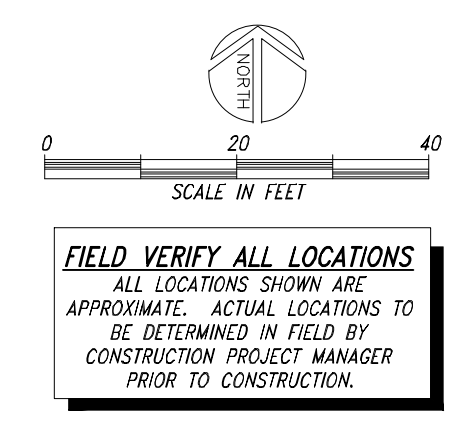 NORTH
0 20 40
SCALE IN FEET
FIELD VERIFY ALL LOCATIONS
ALL LOCATIONS SHOWN ARE
APPROXIMATE. ACTUAL LOCATIONS TO
BE DETERMINED IN FIELD BY
CONSTRUCTION PROJECT MANAGER
PRIOR TO CONSTRUCTION.